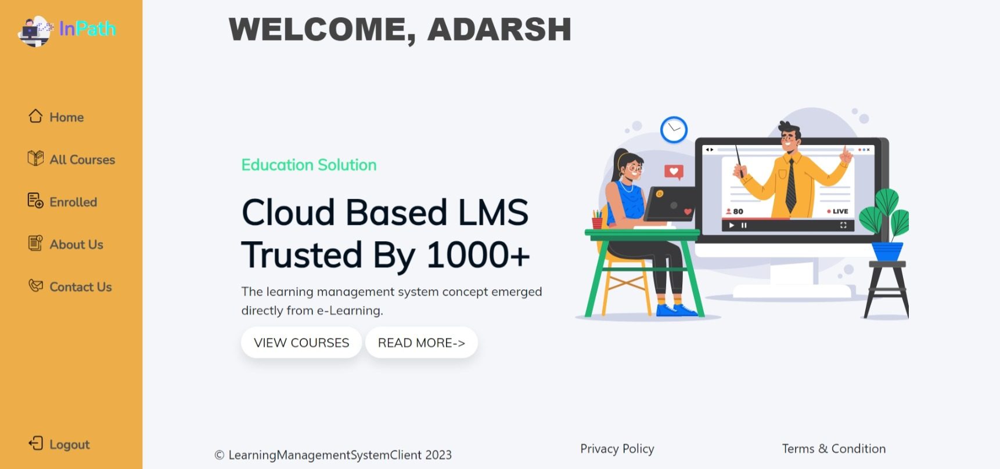 InPath
Home
All Courses
Enrolled
About Us
Contact Us
Logout
WELCOME, ADARSH
Education Solution
Cloud Based LMS
Trusted By 1000+
The learning management system concept emerged
directly from e-Learning.
VIEW COURSES
READ MORE->
80
LIVE
© LearningManagementSystemClient 2023
Privacy Policy
Terms & Condition